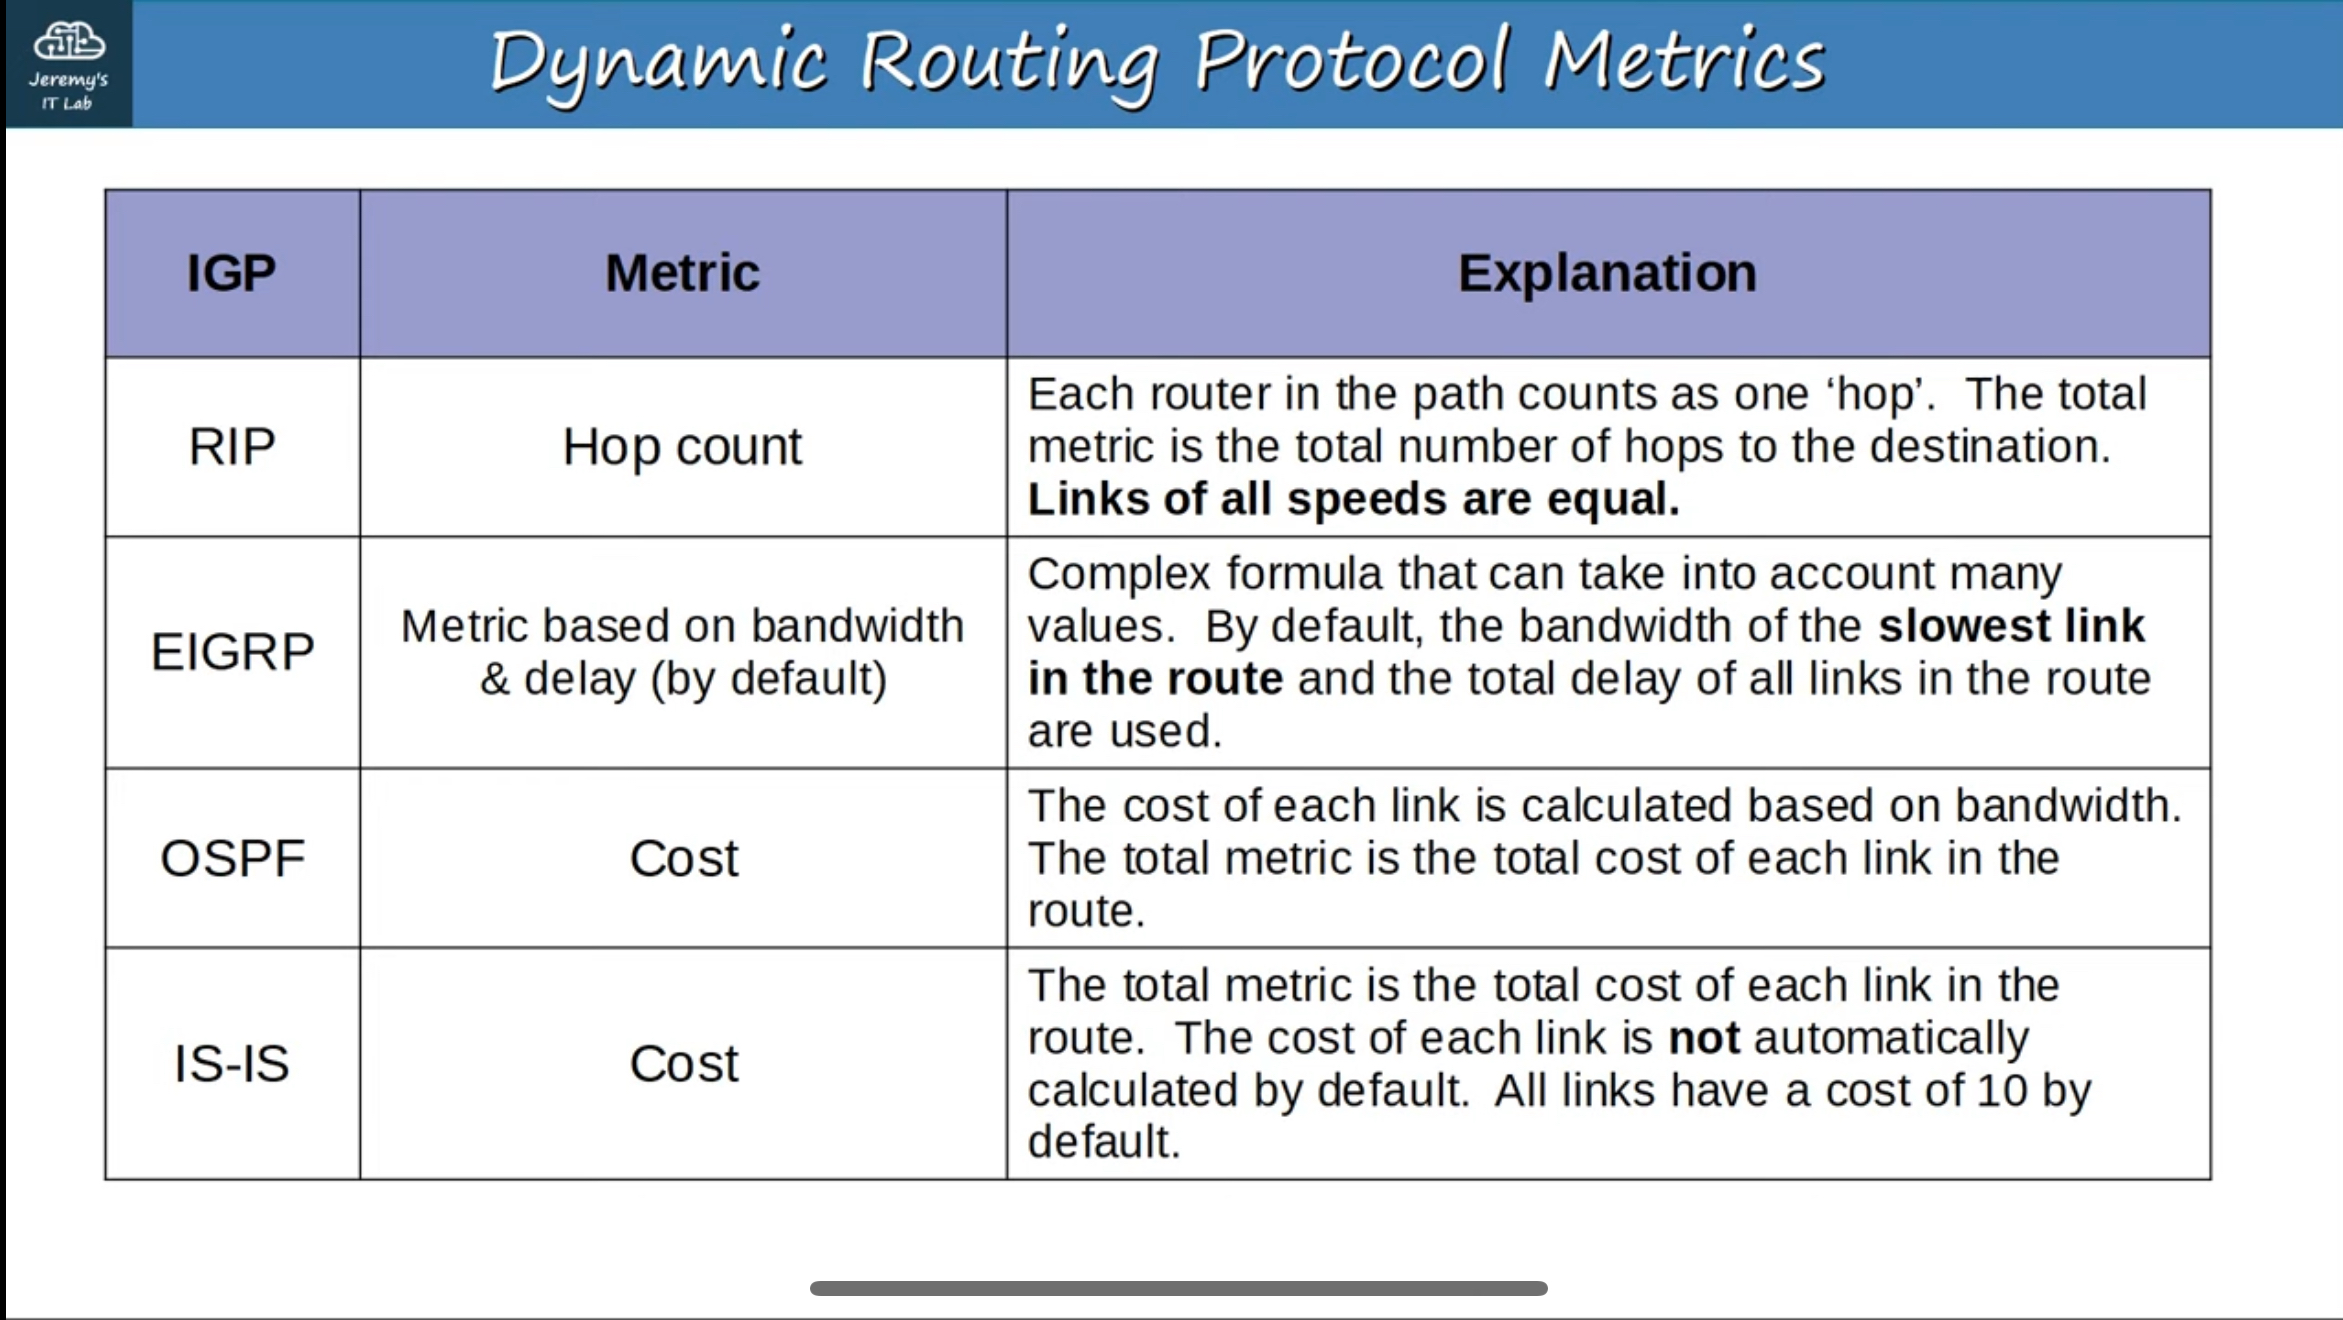 Jeremy's
IT Lab
Dynamic Routing Protocol Metrics
IGP
Metric
Explanation
RIP
Hop count
Each router in the path counts as one ‘hop’.  The total
metric is the total number of hops to the destination.
Links of all speeds are equal.
EIGRP
Metric based on bandwidth
& delay (by default)
Complex formula that can take into account many
values.  By default, the bandwidth of the slowest link
in the route and the total delay of all links in the route
are used.
OSPF
Cost
The cost of each link is calculated based on bandwidth.
The total metric is the total cost of each link in the
route.
IS-IS
Cost
The total metric is the total cost of each link in the
route.  The cost of each link is not automatically
calculated by default.  All links have a cost of 10 by
default.